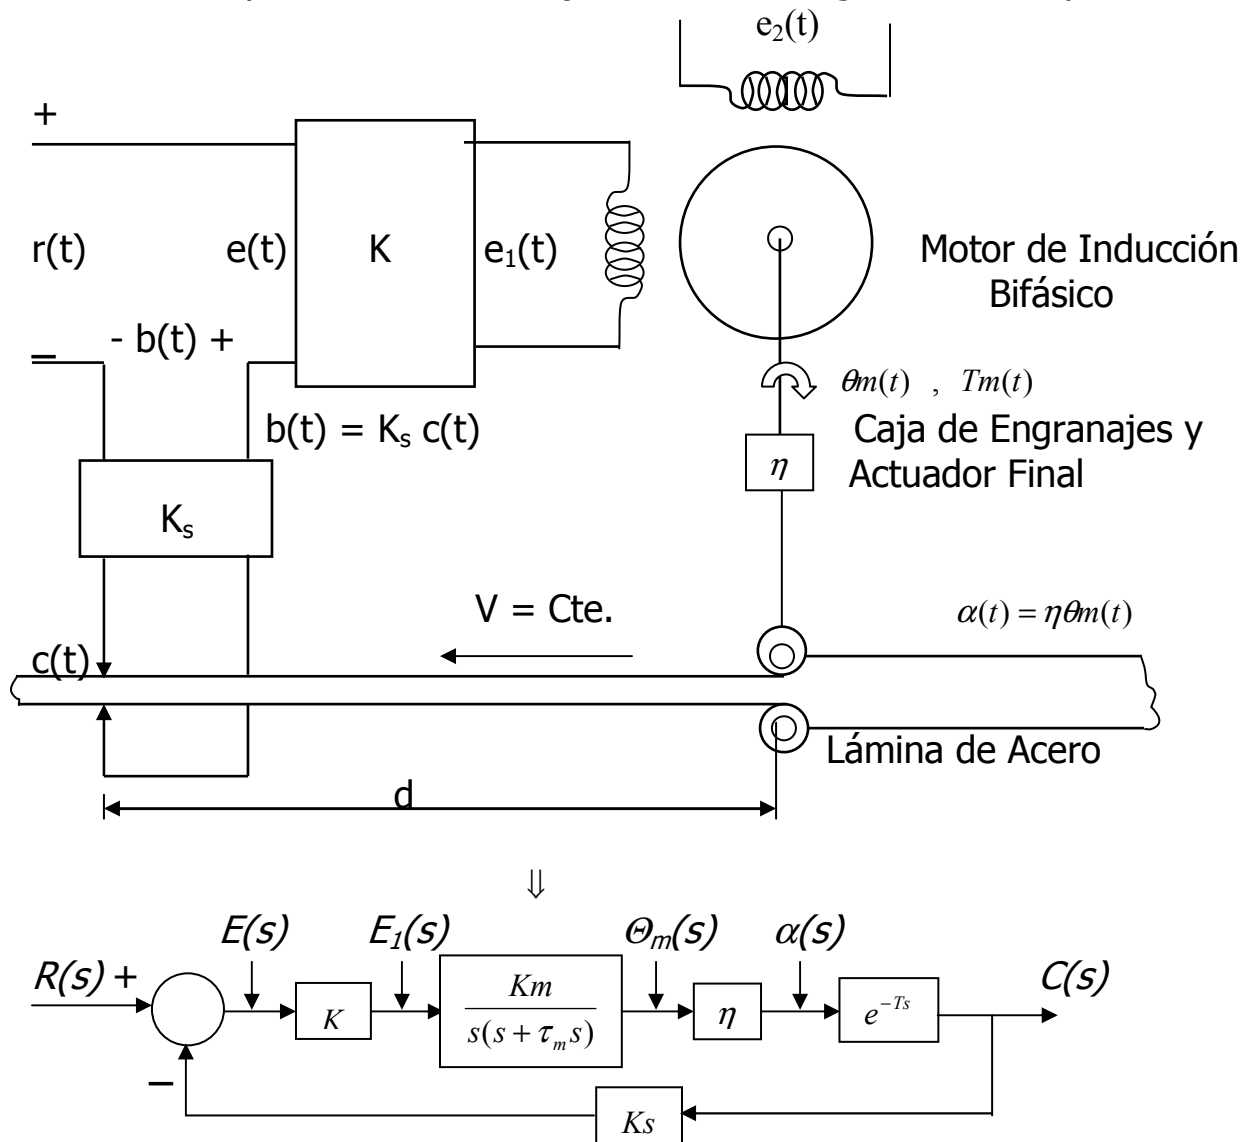 e₂(t)
+
r(t)
e(t)
K
e₁(t)
Motor de Inducción
Bifásico
- b(t) +
–
θm(t) , Tm(t)
b(t) = Kₛ c(t)
Caja de Engranajes y
Actuador Final
η
Kₛ
V = Cte.
α(t) = ηθm(t)
c(t)
Lámina de Acero
d
⇓
E(s)
E₁(s)
Θₘ(s)
α(s)
R(s) +
C(s)
K
Km / s(s + τₘs)
η
e^{-Ts}
–
Ks